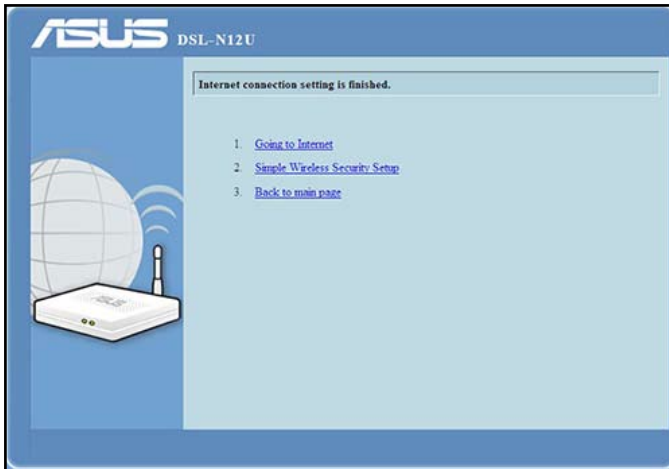 ASUS DSL-N12U
Internet connection setting is finished.
1. Going to Internet
2. Simple Wireless Security Setup
3. Back to main page
ASUS